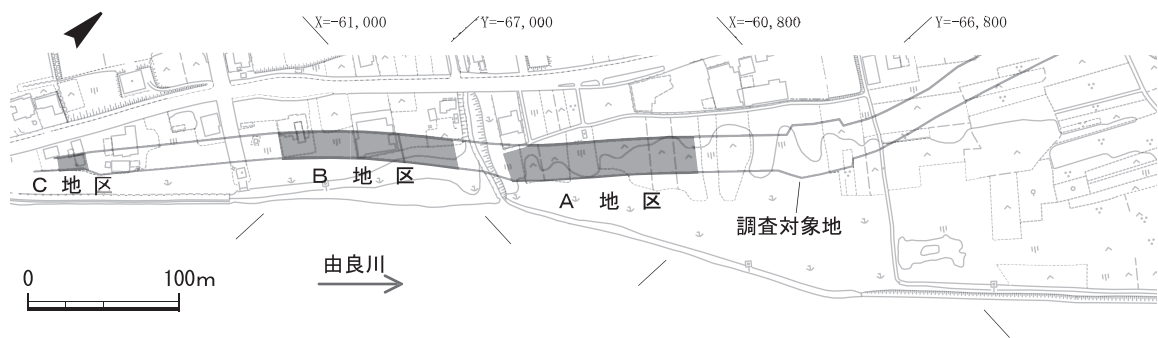 X=-61,000
Y=-67,000
X=-60,800
Y=-66,800
C 地 区
B 地 区
A 地 区
調査対象地
由良川
0 100m